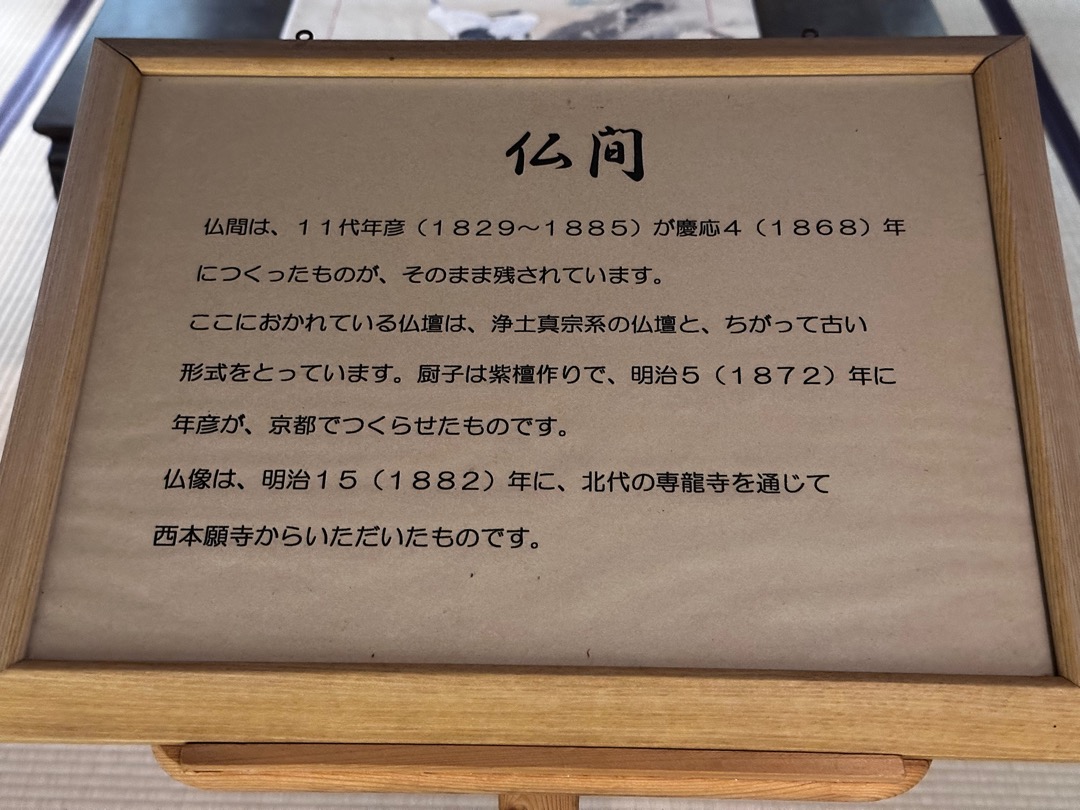 仏間
仏間は、１１代年彦（１８２９～１８８５）が慶応４（１８６８）年
につくったものが、そのまま残されています。
ここにおかれている仏壇は、浄土真宗系の仏壇と、ちがって古い
形式をとっています。厨子は紫檀作りで、明治５（１８７２）年に
年彦が、京都でつくらせたものです。
仏像は、明治１５（１８８２）年に、北代の専龍寺を通じて
西本願寺からいただいたものです。